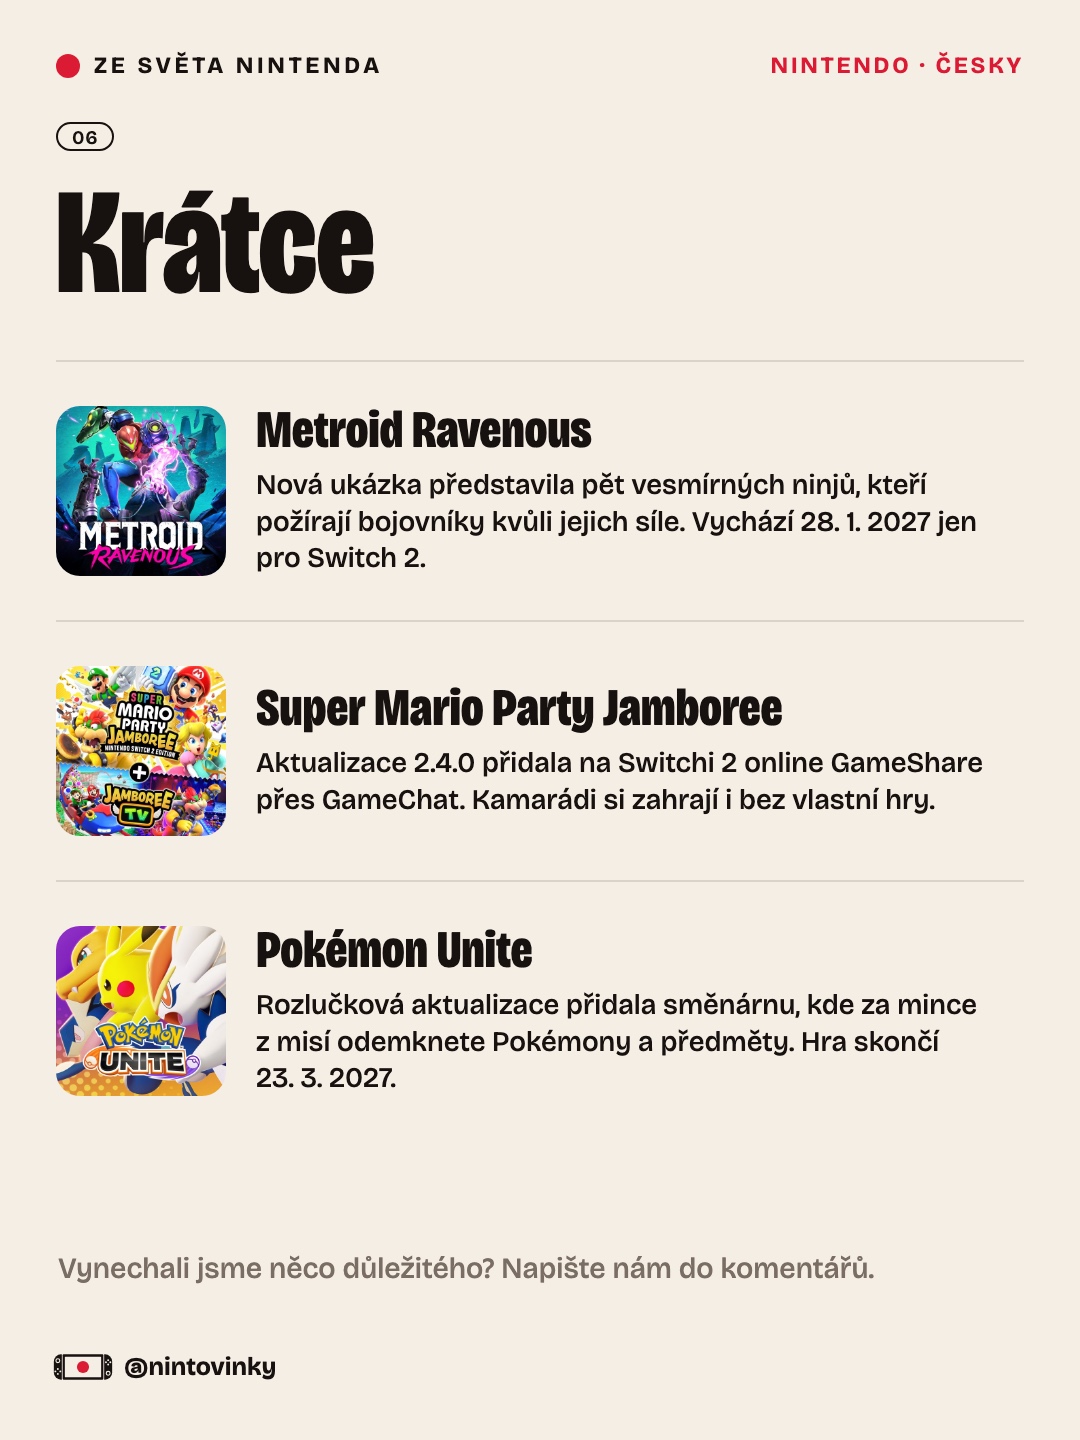 ZE SVĚTA NINTENDA
NINTENDO · ČESKY
06
Krátce
METROID
RAVENOUS
Metroid Ravenous
Nová ukázka představila pět vesmírných ninjů, kteří
požírají bojovníky kvůli jejich síle. Vychází 28. 1. 2027 jen
pro Switch 2.
SUPER
MARIO
PARTY
JAMBOREE
NINTENDO SWITCH 2 EDITION
+
JAMBOREE
TV
Super Mario Party Jamboree
Aktualizace 2.4.0 přidala na Switchi 2 online GameShare
přes GameChat. Kamarádi si zahrají i bez vlastní hry.
POKÉMON
UNITE
Pokémon Unite
Rozlučková aktualizace přidala směnárnu, kde za mince
z misí odemknete Pokémony a předměty. Hra skončí
23. 3. 2027.
Vynechali jsme něco důležitého? Napište nám do komentářů.
@nintovinky